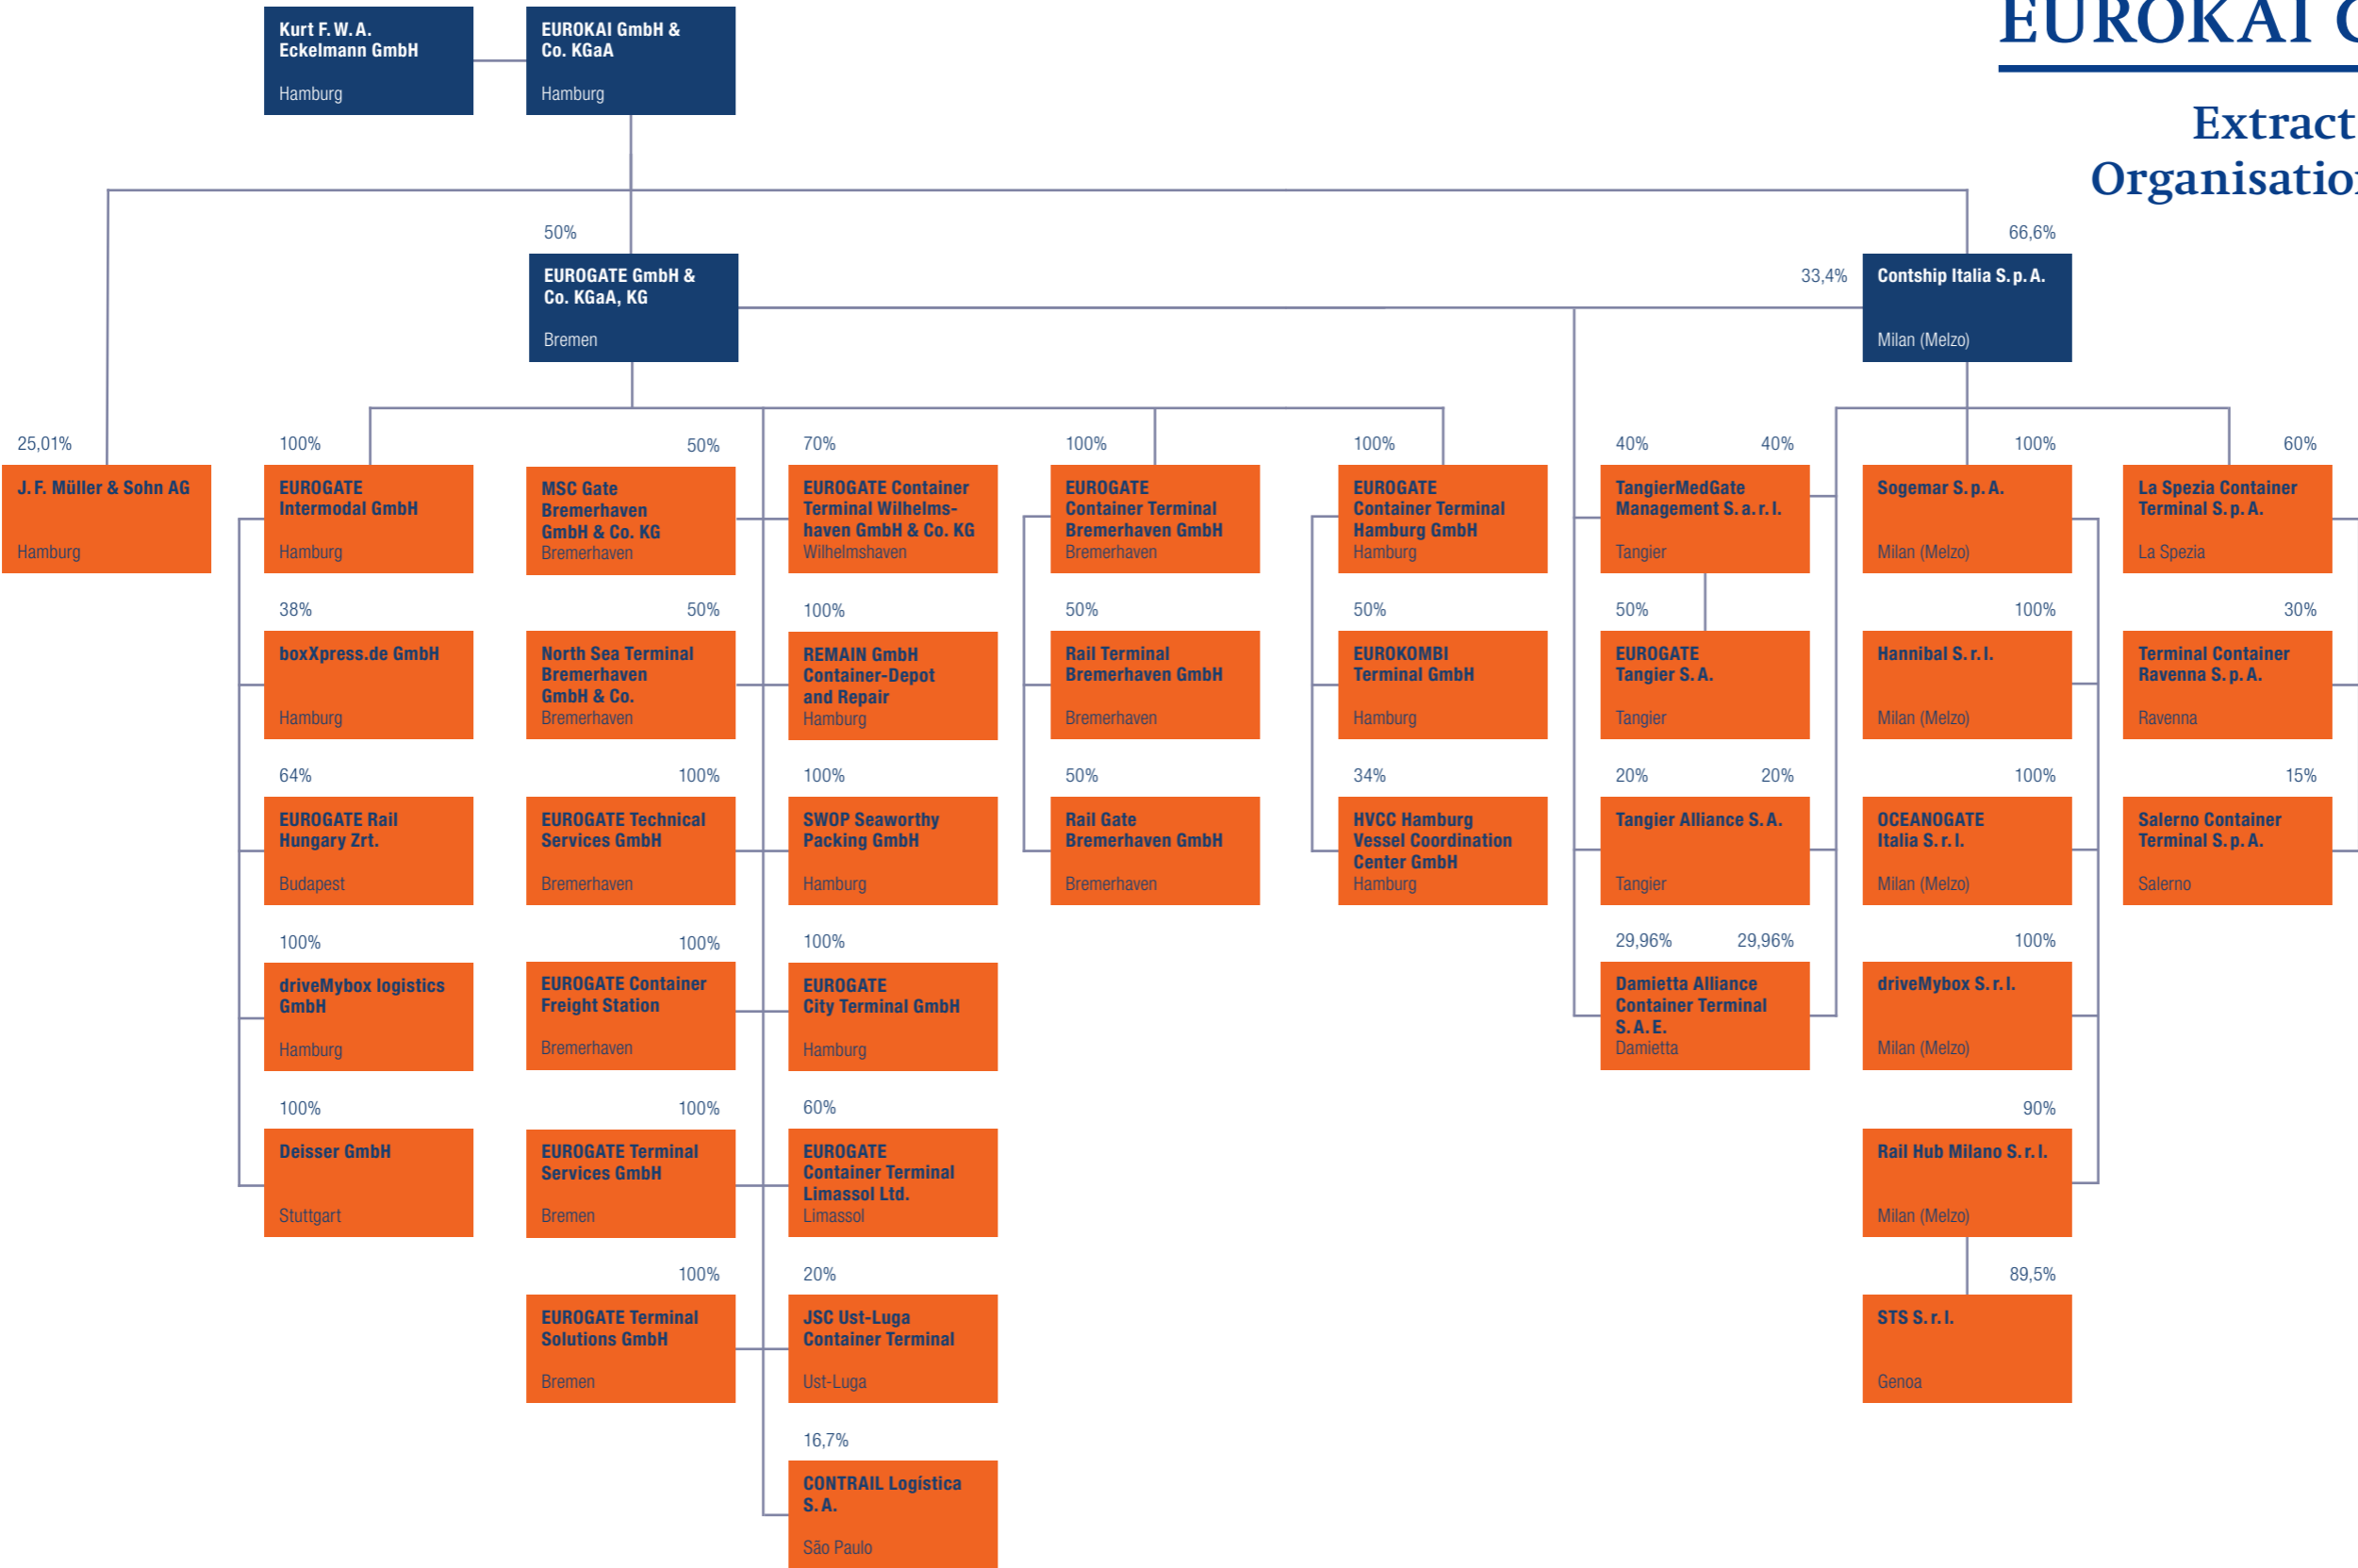 EUROKAI
Extract
Organisation
Kurt F. W. A.
Eckelmann GmbH
Hamburg
EUROKAI GmbH &
Co. KGaA
Hamburg
50%
EUROGATE GmbH &
Co. KGaA, KG
Bremen
33,4%
66,6%
Contship Italia S. p. A.
Milan (Melzo)
25,01%
J. F. Müller & Sohn AG
Hamburg
100%
EUROGATE
Intermodal GmbH
Hamburg
38%
boxXpress.de GmbH
Hamburg
64%
EUROGATE Rail
Hungary Zrt.
Budapest
100%
driveMybox logistics
GmbH
Hamburg
100%
Deisser GmbH
Stuttgart
50%
MSC Gate
Bremerhaven
GmbH & Co. KG
Bremerhaven
50%
North Sea Terminal
Bremerhaven
GmbH & Co.
Bremerhaven
100%
EUROGATE Technical
Services GmbH
Bremerhaven
100%
EUROGATE Container
Freight Station
Bremerhaven
100%
EUROGATE Terminal
Services GmbH
Bremen
100%
EUROGATE Terminal
Solutions GmbH
Bremen
70%
EUROGATE Container
Terminal Wilhelms-
haven GmbH & Co. KG
Wilhelmshaven
100%
REMAIN GmbH
Container-Depot
and Repair
Hamburg
100%
SWOP Seaworthy
Packing GmbH
Hamburg
100%
EUROGATE
City Terminal GmbH
Hamburg
60%
EUROGATE
Container Terminal
Limassol Ltd.
Limassol
20%
JSC Ust-Luga
Container Terminal
Ust-Luga
16,7%
CONTRAIL Logística
S. A.
São Paulo
100%
EUROGATE
Container Terminal
Bremerhaven GmbH
Bremerhaven
50%
Rail Terminal
Bremerhaven GmbH
Bremerhaven
50%
Rail Gate
Bremerhaven GmbH
Bremerhaven
100%
EUROGATE
Container Terminal
Hamburg GmbH
Hamburg
50%
EUROKOMBI
Terminal GmbH
Hamburg
34%
HVCC Hamburg
Vessel Coordination
Center GmbH
Hamburg
40% 40%
TangierMedGate
Management S. a. r. l.
Tangier
50%
EUROGATE
Tangier S. A.
Tangier
20% 20%
Tangier Alliance S. A.
Tangier
29,96% 29,96%
Damietta Alliance
Container Terminal
S. A. E.
Damietta
100%
Sogemar S. p. A.
Milan (Melzo)
100%
Hannibal S. r. l.
Milan (Melzo)
100%
OCEANOGATE
Italia S. r. l.
Milan (Melzo)
100%
driveMybox S. r. l.
Milan (Melzo)
90%
Rail Hub Milano S. r. l.
Milan (Melzo)
89,5%
STS S. r. l.
Genoa
60%
La Spezia Container
Terminal S. p. A.
La Spezia
30%
Terminal Container
Ravenna S. p. A.
Ravenna
15%
Salerno Container
Terminal S. p. A.
Salerno